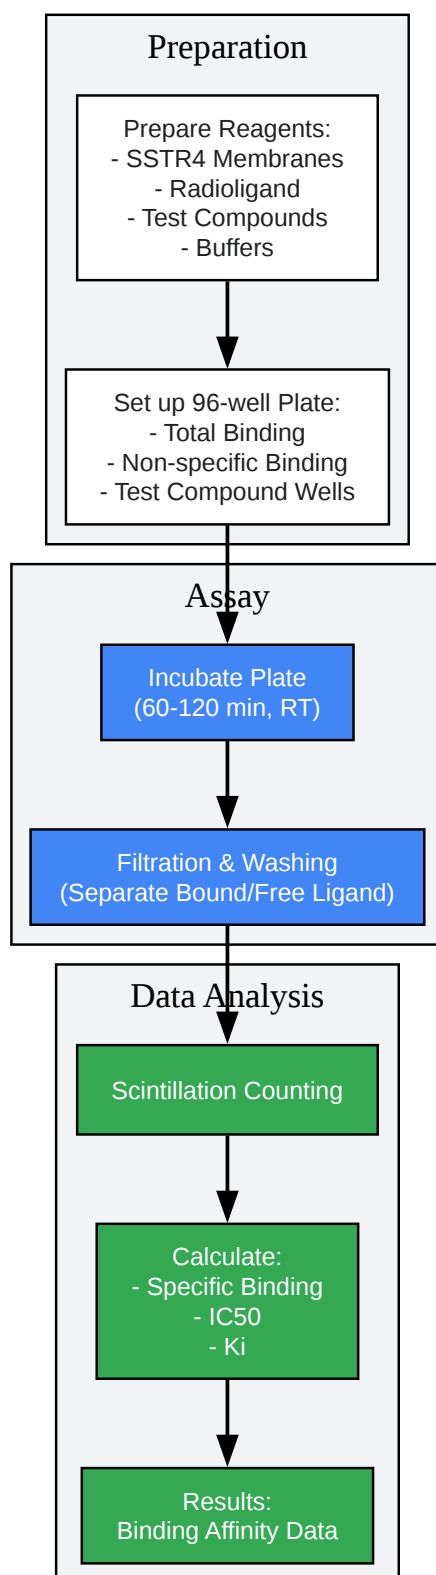 Preparation
Prepare Reagents:
- SSTR4 Membranes
- Radioligand
- Test Compounds
- Buffers
Set up 96-well Plate:
- Total Binding
- Non-specific Binding
- Test Compound Wells
Assay
Incubate Plate
(60-120 min, RT)
Filtration & Washing
(Separate Bound/Free Ligand)
Data Analysis
Scintillation Counting
Calculate:
- Specific Binding
- IC50
- Ki
Results:
Binding Affinity Data